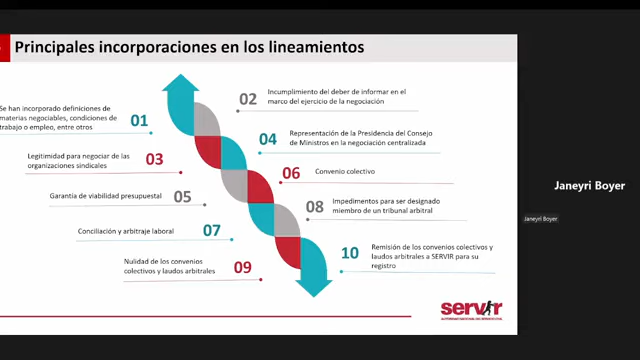 Principales incorporaciones en los lineamientos
Se han incorporado definiciones de
materias negociables, condiciones de
trabajo o empleo, entre otros
01
02
Incumplimiento del deber de informar en el
marco del ejercicio de la negociación
Legitimidad para negociar de las
organizaciones sindicales
03
04
Representación de la Presidencia del Consejo
de Ministros en la negociación centralizada
Garantía de viabilidad presupuestal
05
06
Convenio colectivo
Conciliación y arbitraje laboral
07
08
Impedimentos para ser designado
miembro de un tribunal arbitral
Nulidad de los convenios
colectivos y laudos arbitrales
09
10
Remisión de los convenios colectivos y
laudos arbitrales a SERVIR para su
registro
servir
AUTORIDAD NACIONAL DEL SERVICIO CIVIL
Janeyri Boyer
Janeyri Boyer